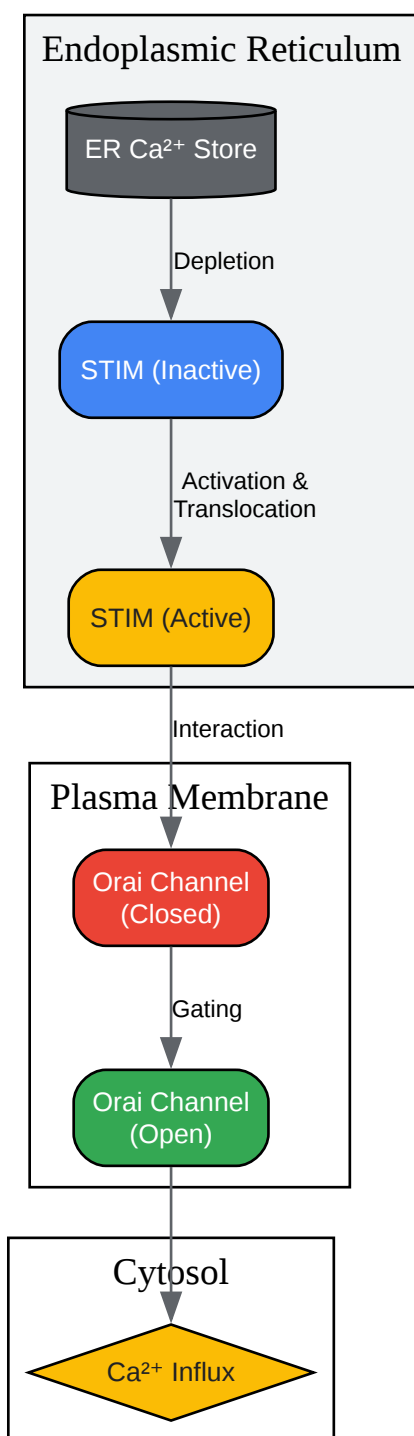 Endoplasmic Reticulum
ER Ca²⁺ Store
Depletion
STIM (Inactive)
Activation &
Translocation
STIM (Active)
Interaction
Plasma Membrane
Orai Channel
(Closed)
Gating
Orai Channel
(Open)
Cytosol
Ca²⁺ Influx